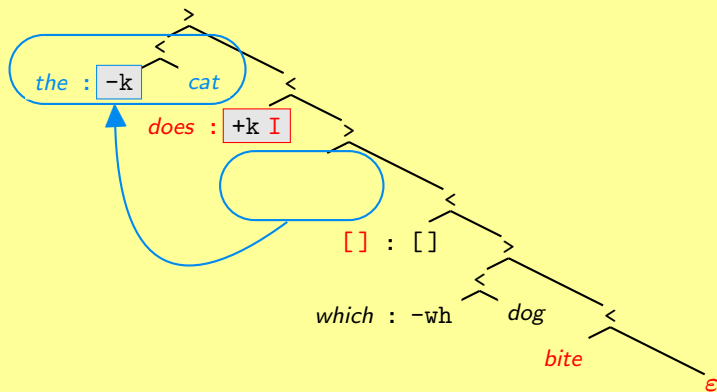 >
<
the : -k cat
<
does : +k I
>
<
[] : []
>
<
which : -wh dog
<
bite
ε